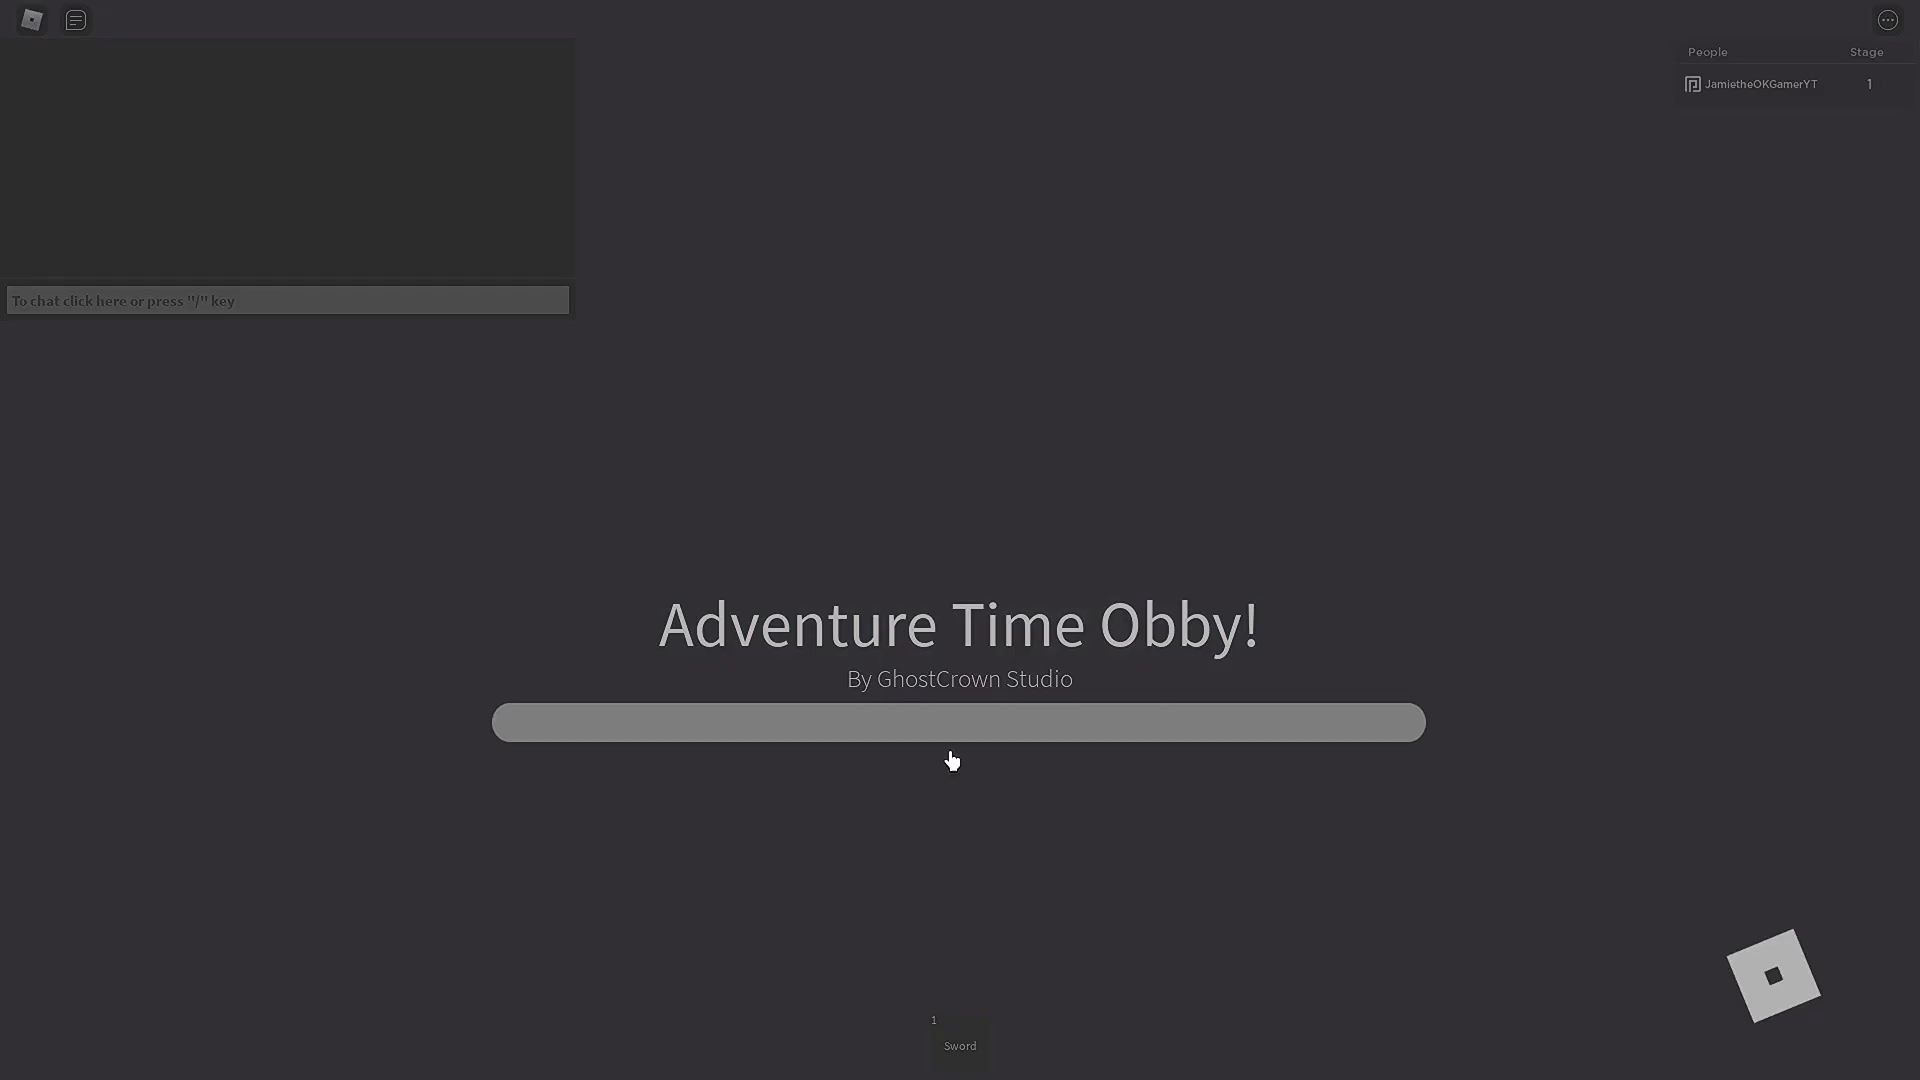 People Stage
JamietheOKGamerYT 1
To chat click here or press "/" key
Adventure Time Obby!
By GhostCrown Studio
1
Sword